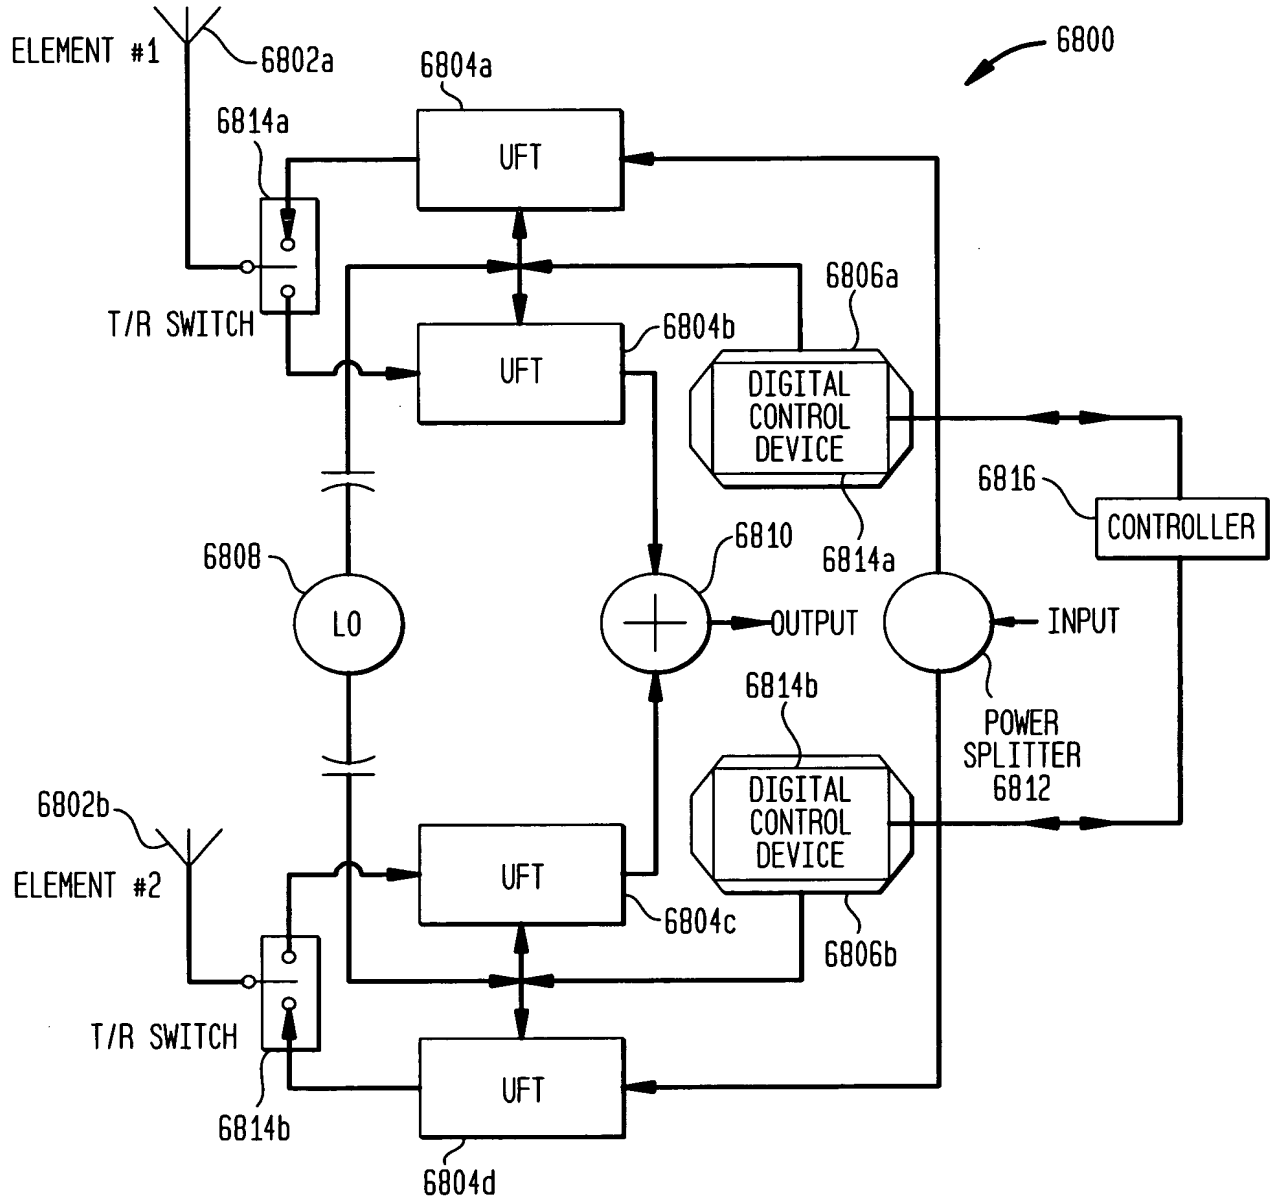 ELEMENT #1
6802a
6804a
6800
6814a
UFT
T/R SWITCH
6806a
6804b
UFT
DIGITAL
CONTROL
DEVICE
6816
CONTROLLER
6808
6810
6814a
LO
OUTPUT
INPUT
6814b
POWER
SPLITTER
6812
6802b
DIGITAL
CONTROL
DEVICE
ELEMENT #2
UFT
6804c
6806b
T/R SWITCH
UFT
6814b
6804d